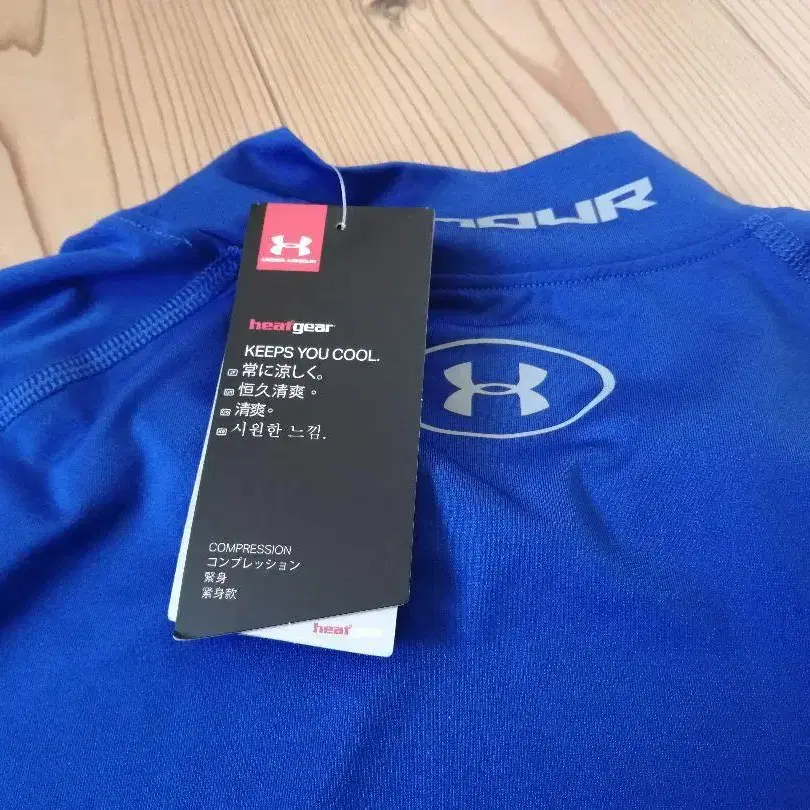 OUR
UNDER ARMOUR
heatgear
KEEPS YOU COOL.
常に涼しく。
恒久清爽。
清爽。
시원한 느낌.
COMPRESSION
コンプレッション
緊身
紧身款
heat